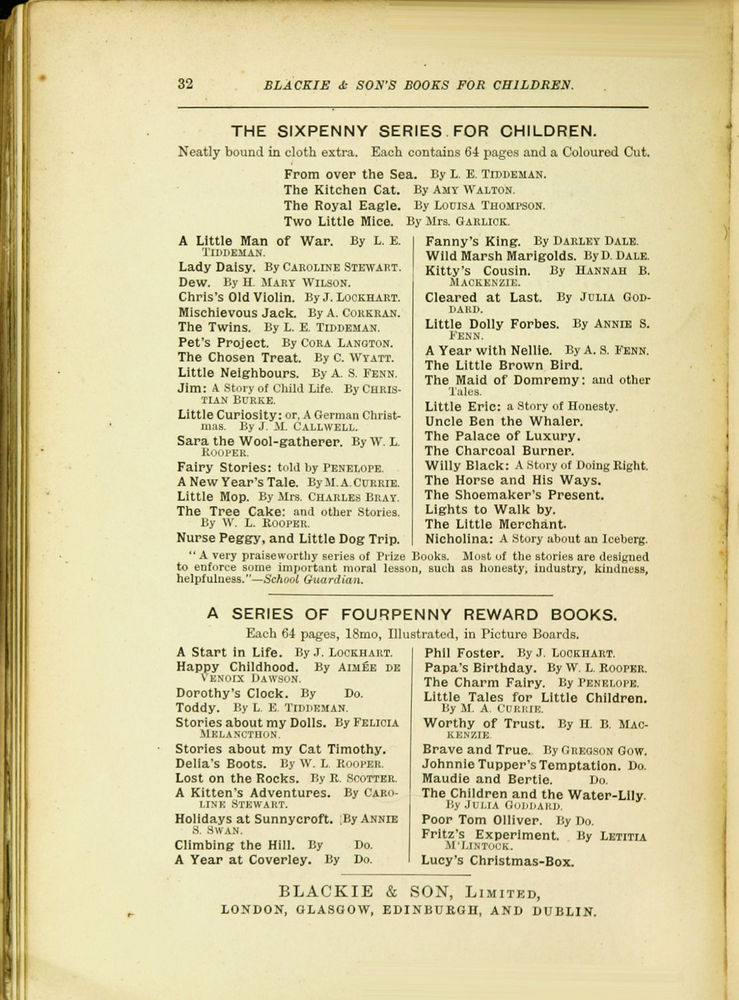 32 BLACKIE & SON'S BOOKS FOR CHILDREN.
THE SIXPENNY SERIES FOR CHILDREN.
Neatly bound in cloth extra. Each contains 64 pages and a Coloured Cut.
From over the Sea. By L. E. TIDDEMAN.
The Kitchen Cat. By AMY WALTON.
The Royal Eagle. By LOUISA THOMPSON.
Two Little Mice. By Mrs. GARLICK.
A Little Man of War. By L. E.
TIDDEMAN.
Lady Daisy. By CAROLINE STEWART.
Dew. By H. MARY WILSON.
Chris's Old Violin. By J. LOCKHART.
Mischievous Jack. By A. CORKRAN.
The Twins. By L. E. TIDDEMAN.
Pet's Project. By CORA LANGTON.
The Chosen Treat. By C. WYATT.
Little Neighbours. By A. S. FENN.
Jim: A Story of Child Life. By CHRIS-
TIAN BURKE.
Little Curiosity: or, A German Christ-
mas. By J. M. CALLWELL.
Sara the Wool-gatherer. By W. L.
ROOPER.
Fairy Stories: told by PENELOPE.
A New Year's Tale. By M. A. CURRIE.
Little Mop. By Mrs. CHARLES BRAY.
The Tree Cake: and other Stories.
By W. L. ROOPER.
Nurse Peggy, and Little Dog Trip.
Fanny's King. By DARLEY DALE.
Wild Marsh Marigolds. By D. DALE.
Kitty's Cousin. By HANNAH B.
MACKENZIE.
Cleared at Last. By JULIA GOD-
DARD.
Little Dolly Forbes. By ANNIE S.
FENN.
A Year with Nellie. By A. S. FENN.
The Little Brown Bird.
The Maid of Domremy: and other
Tales.
Little Eric: a Story of Honesty.
Uncle Ben the Whaler.
The Palace of Luxury.
The Charcoal Burner.
Willy Black: A Story of Doing Right.
The Horse and His Ways.
The Shoemaker's Present.
Lights to Walk by.
The Little Merchant.
Nicholina: A Story about an Iceberg.
"A very praiseworthy series of Prize Books. Most of the stories are designed
to enforce some important moral lesson, such as honesty, industry, kindness,
helpfulness."—School Guardian.
A SERIES OF FOURPENNY REWARD BOOKS.
Each 64 pages, 18mo, Illustrated, in Picture Boards.
A Start in Life. By J. LOCKHART.
Happy Childhood. By AIMÉE DE
VENOIX DAWSON.
Dorothy's Clock. By Do.
Toddy. By L. E. TIDDEMAN.
Stories about my Dolls. By FELICIA
MELANCTHON.
Stories about my Cat Timothy.
Delia's Boots. By W. L. ROOPER.
Lost on the Rocks. By R. SCOTTER.
A Kitten's Adventures. By CARO-
LINE STEWART.
Holidays at Sunnycroft. By ANNIE
S. SWAN.
Climbing the Hill. By Do.
A Year at Coverley. By Do.
Phil Foster. By J. LOCKHART.
Papa's Birthday. By W. L. ROOPER.
The Charm Fairy. By PENELOPE.
Little Tales for Little Children.
By M. A. CURRIE.
Worthy of Trust. By H. B. MAC-
KENZIE.
Brave and True. By GREGSON GOW.
Johnnie Tupper's Temptation. Do.
Maudie and Bertie. Do.
The Children and the Water-Lily.
By JULIA GODDARD.
Poor Tom Olliver. By Do.
Fritz's Experiment. By LETITIA
M'LINTOCK.
Lucy's Christmas-Box.
BLACKIE & SON, LIMITED,
LONDON, GLASGOW, EDINBURGH, AND DUBLIN.